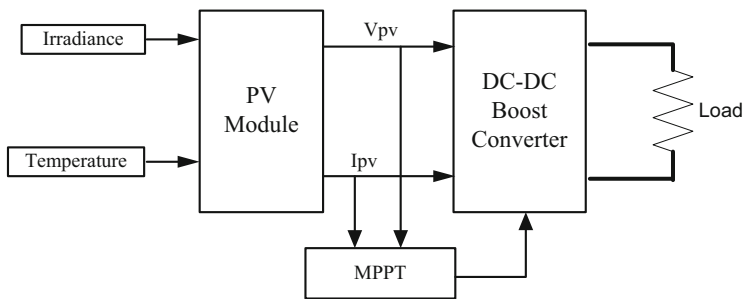 Irradiance
Temperature
PV
Module
Vpv
Ipv
DC-DC
Boost
Converter
Load
MPPT